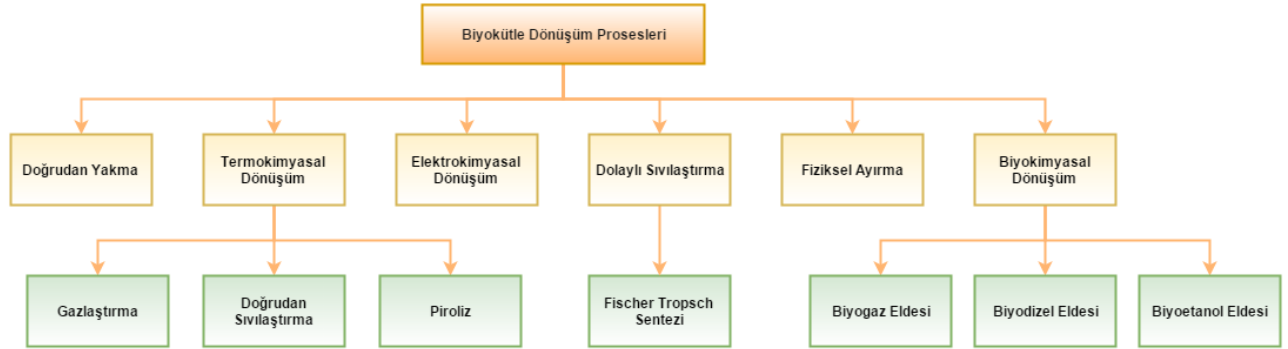 Biyokütle Dönüşüm Prosesleri
Doğrudan Yakma
Termokimyasal
Dönüşüm
Elektrokimyasal
Dönüşüm
Dolaylı Sıvılaştırma
Fiziksel Ayırma
Biyokimyasal
Dönüşüm
Gazlaştırma
Doğrudan
Sıvılaştırma
Piroliz
Fischer Tropsch
Sentezi
Biyogaz Eldesi
Biyodizel Eldesi
Biyoetanol Eldesi